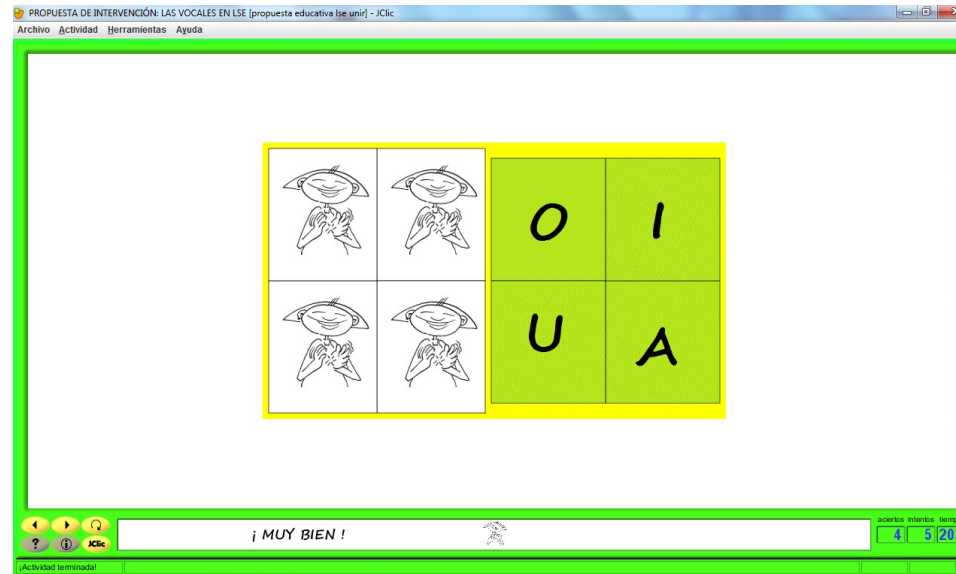 PROPUESTA DE INTERVENCIÓN: LAS VOCALES EN LSE [propuesta educativa lse unir] - JClic
Archivo Actividad Herramientas Ayuda
O I
U A
¡ MUY BIEN !
aciertos intentos
4 5
? i JClic
¡Actividad terminada!